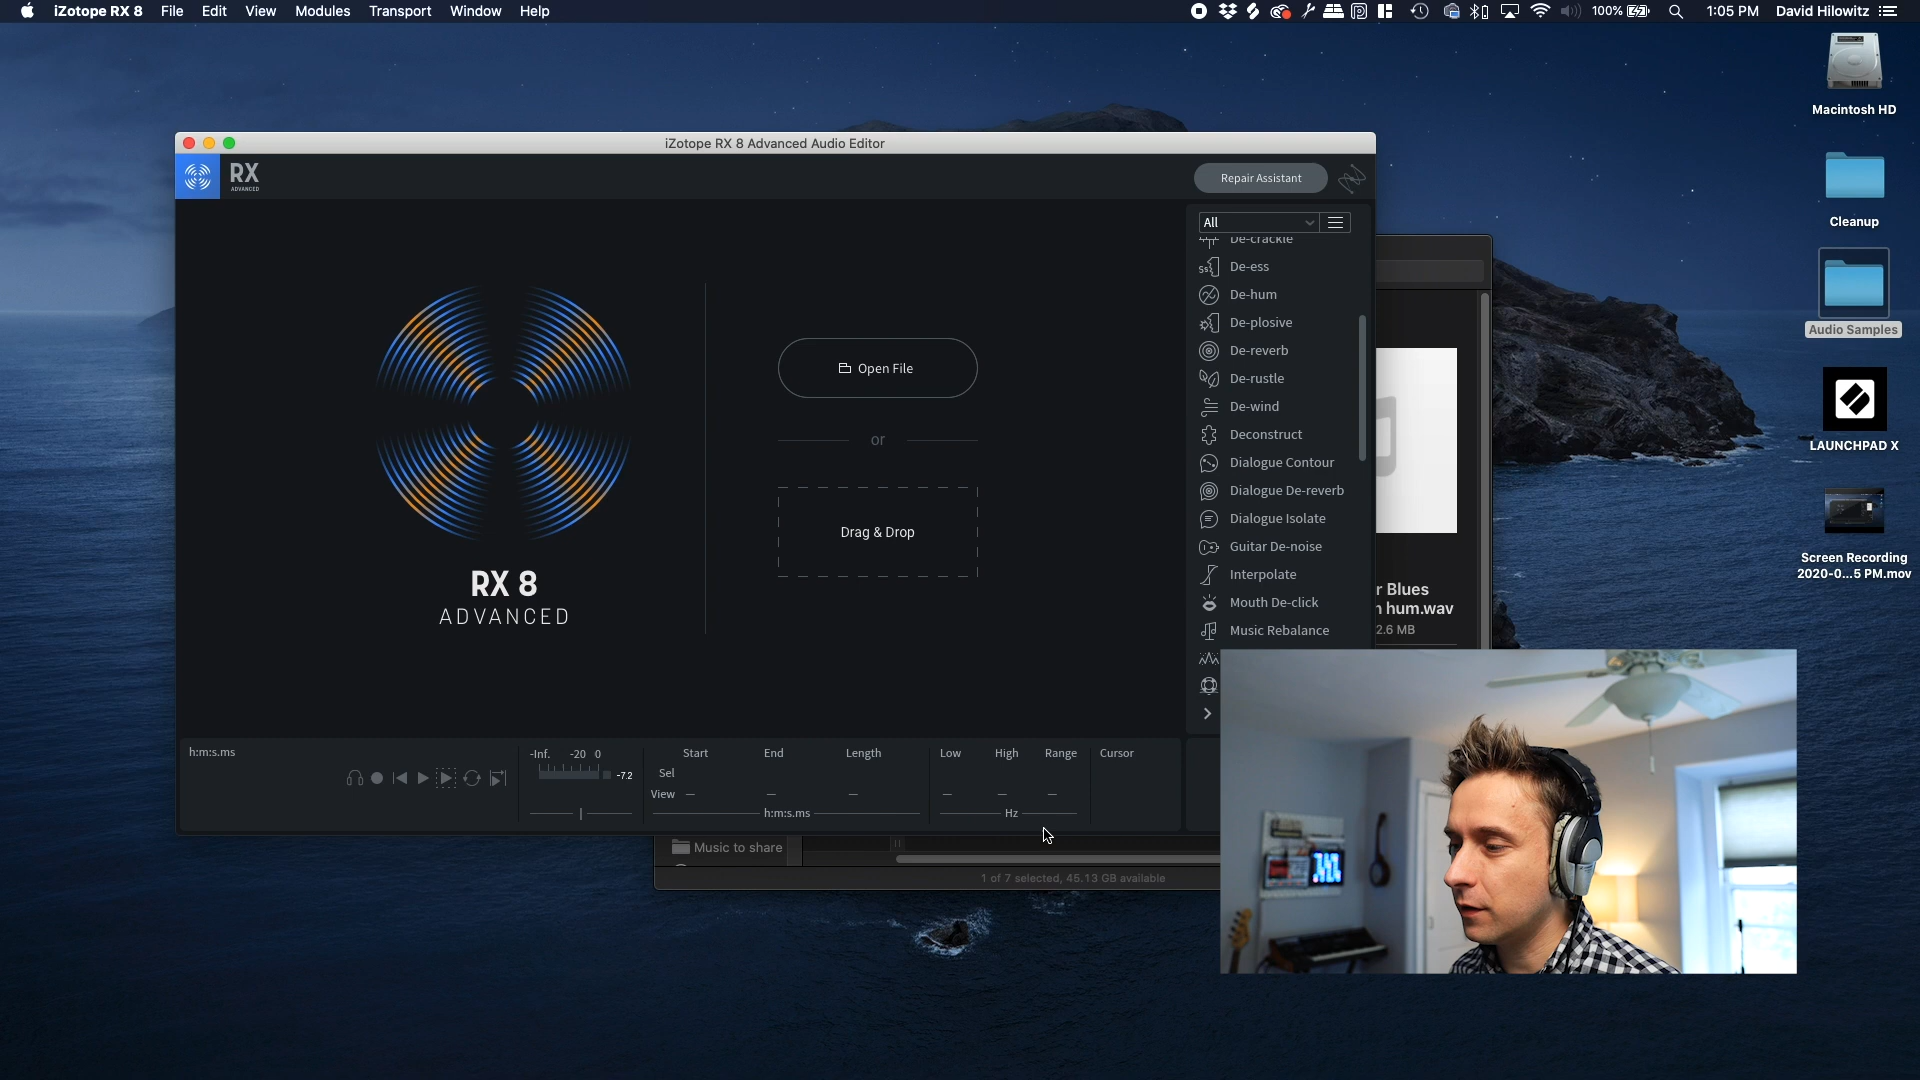 iZotope RX 8 File Edit View Modules Transport Window Help
100% 1:05 PM David Hilowitz
Macintosh HD
Cleanup
Audio Samples
LAUNCHPAD X
Screen Recording
2020-0...5 PM.mov
iZotope RX 8 Advanced Audio Editor
RX
ADVANCED
Repair Assistant
All
De-crackle
De-ess
De-hum
De-plosive
De-reverb
De-rustle
De-wind
Deconstruct
Dialogue Contour
Dialogue De-reverb
Dialogue Isolate
Guitar De-noise
Interpolate
Mouth De-click
Music Rebalance
Open File
or
Drag & Drop
RX 8
ADVANCED
r Blues
hum.wav
2.6 MB
h:m:s.ms
-Inf. -20 0
-7.2
Start End Length Low High Range Cursor
Sel
View
h:m:s.ms Hz
Music to share
1 of 7 selected, 45.13 GB available